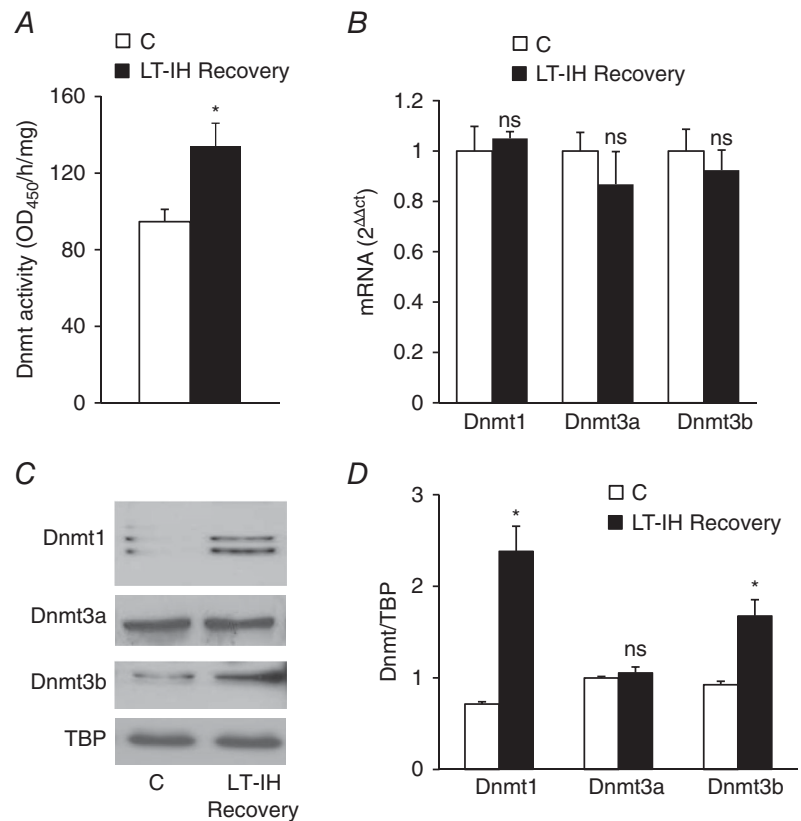 A
C
LT-IH Recovery
*
160
120
80
40
0
Dnmt activity (OD450/h/mg)
B
C
LT-IH Recovery
1.2
1
0.8
0.6
0.4
0.2
0
mRNA (2ΔΔct)
ns
ns
ns
Dnmt1
Dnmt3a
Dnmt3b
C
Dnmt1
Dnmt3a
Dnmt3b
TBP
C
LT-IH
Recovery
D
C
LT-IH Recovery
3
2
1
0
Dnmt/TBP
*
ns
*
Dnmt1
Dnmt3a
Dnmt3b